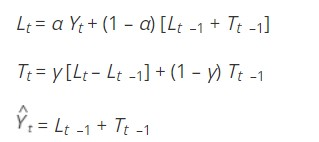 Lₜ = α Yₜ + (1 – α) [Lₜ ₋₁ + Tₜ ₋₁]
Tₜ = γ [Lₜ – Lₜ ₋₁] + (1 – γ) Tₜ ₋₁
Ŷₜ = Lₜ ₋₁ + Tₜ ₋₁